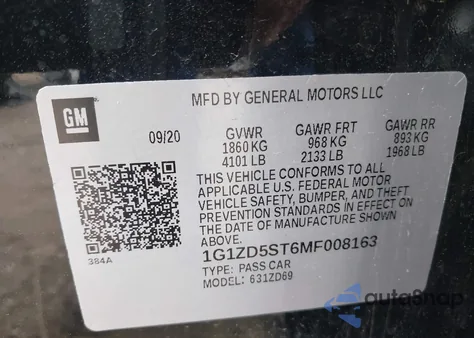 MFD BY GENERAL MOTORS LLC
GM
09/20
GVWR
1860 KG
4101 LB
GAWR FRT
968 KG
2133 LB
GAWR RR
893 KG
1968 LB
THIS VEHICLE CONFORMS TO ALL
APPLICABLE U.S. FEDERAL MOTOR
VEHICLE SAFETY, BUMPER, AND THEFT
PREVENTION STANDARDS IN EFFECT ON
THE DATE OF MANUFACTURE SHOWN
ABOVE.
384A
1G1ZD5ST6MF008163
TYPE: PASS CAR
MODEL: 631ZD69
autosnap